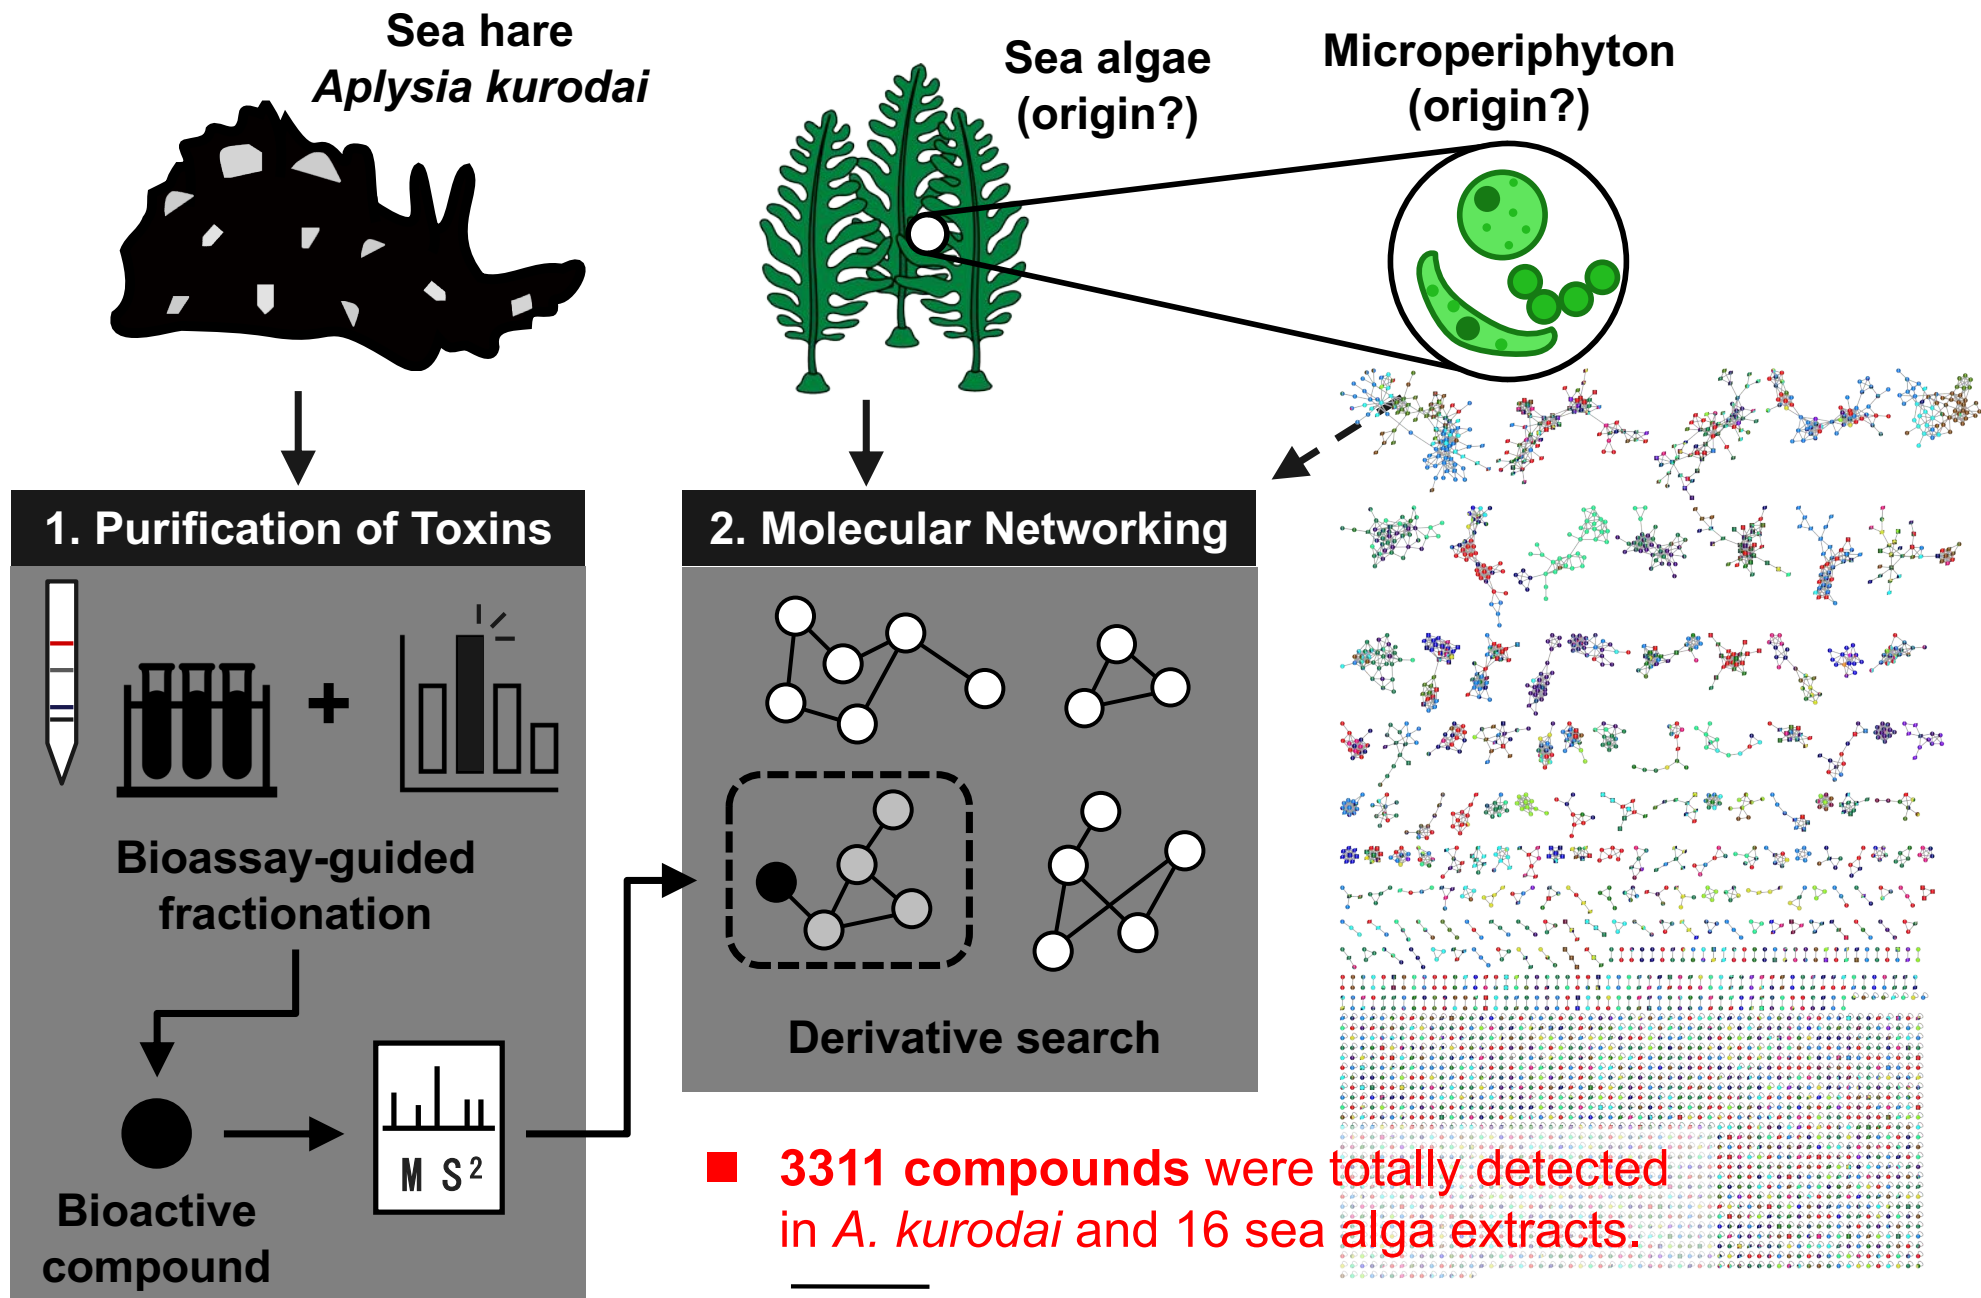 Sea hare
Aplysia kurodai
Sea algae
(origin?)
Microperiphyton
(origin?)
1. Purification of Toxins
Bioassay-guided
fractionation
Bioactive
compound
M S²
2. Molecular Networking
Derivative search
■ 3311 compounds were totally detected
in A. kurodai and 16 sea alga extracts.